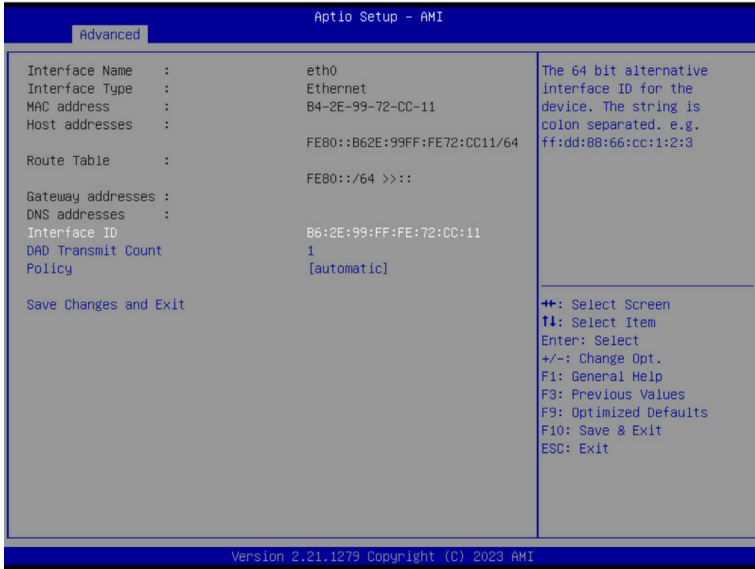 Aptio Setup - AMI
Advanced
Interface Name : eth0
Interface Type : Ethernet
MAC address : B4-2E-99-72-CC-11
Host addresses :
FE80::B62E:99FF:FE72:CC11/64
Route Table :
FE80::/64 >>::
Gateway addresses :
DNS addresses :
Interface ID B6:2E:99:FF:FE:72:CC:11
DAD Transmit Count 1
Policy [automatic]
Save Changes and Exit
The 64 bit alternative
interface ID for the
device. The string is
colon separated. e.g.
ff:dd:88:66:cc:1:2:3
→←: Select Screen
↑↓: Select Item
Enter: Select
+/-: Change Opt.
F1: General Help
F3: Previous Values
F9: Optimized Defaults
F10: Save & Exit
ESC: Exit
Version 2.21.1279 Copyright (C) 2023 AMI